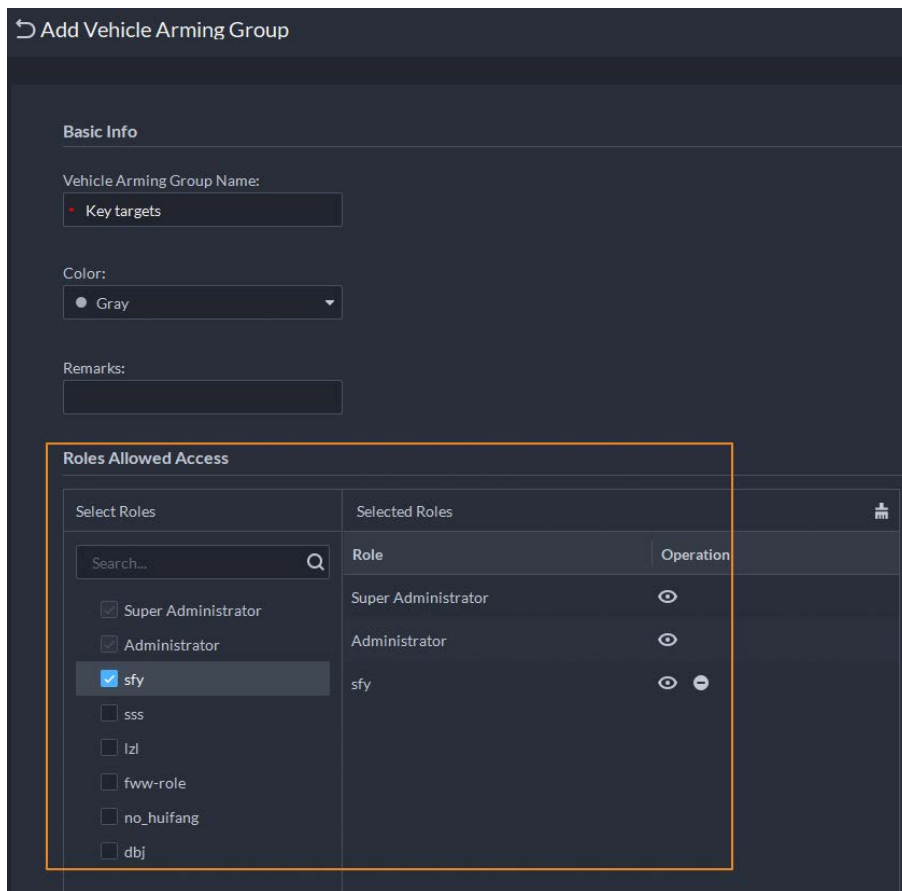 Add Vehicle Arming Group
Basic Info
Vehicle Arming Group Name:
* Key targets
Color:
Gray
Remarks:
Roles Allowed Access
Select Roles
Search...
Super Administrator
Administrator
sfy
sss
lzl
fww-role
no_huifang
dbj
Selected Roles
Role Operation
Super Administrator
Administrator
sfy